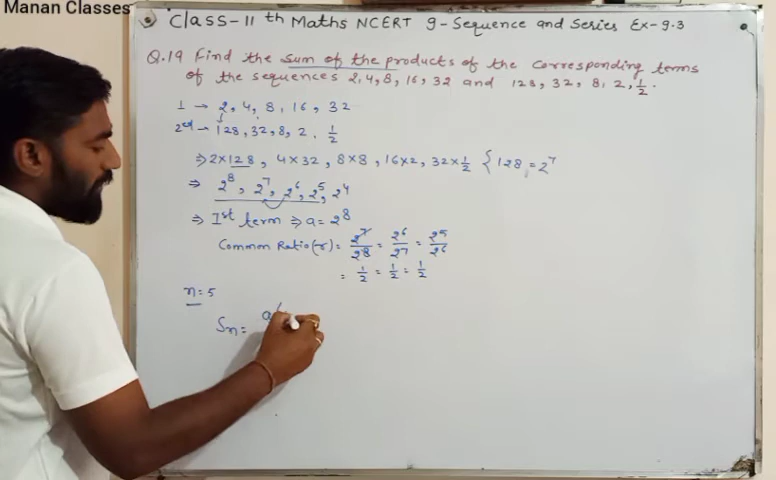 Manan Classes
Class-11 th Maths NCERT 9-Sequence and Series Ex-9.3
Q.19 Find the sum of the products of the corresponding terms
of the sequences 2,4,8,16,32 and 128,32,8,2,1/2.
1 → 2, 4, 8, 16, 32
2nd → 128, 32, 8, 2, 1/2
⇒ 2×128, 4×32, 8×8, 16×2, 32×1/2 { 128 = 2^7
⇒ 2^8, 2^7, 2^6, 2^5, 2^4
⇒ Ist term ⇒ a = 2^8
Common Ratio(r) = 2^7/2^8 = 2^6/2^7 = 2^5/2^6
= 1/2 = 1/2 = 1/2
n=5
Sn = a(